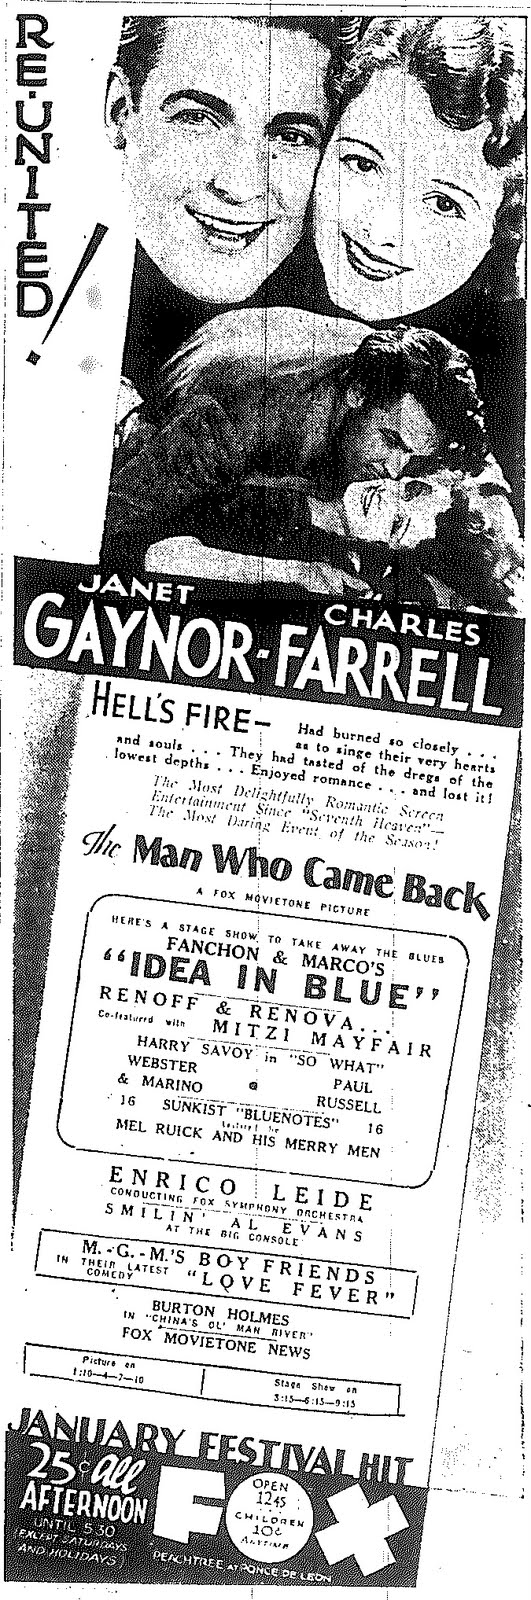 RE-UNITED!
JANET
CHARLES
GAYNOR-FARRELL
HELL'S FIRE—
Had burned so closely . . .
as to singe their very hearts
and souls . . . They had tasted of the dregs of the
lowest depths . . . Enjoyed romance . . . and lost it!
The Most Delightfully Romantic Screen
Entertainment Since "Seventh Heaven"—
The Most Daring Event of the Season!
The Man Who Came Back
A FOX MOVIETONE PICTURE
HERE'S A STAGE SHOW TO TAKE AWAY THE BLUES
FANCHON & MARCO'S
"IDEA IN BLUE"
RENOFF & RENOVA...
Co-featured with MITZI MAYFAIR
HARRY SAVOY in "SO WHAT"
WEBSTER & MARINO
PAUL RUSSELL
16 SUNKIST "BLUENOTES" 16
MEL RUICK AND HIS MERRY MEN
ENRICO LEIDE
CONDUCTING FOX SYMPHONY ORCHESTRA
SMILIN' AL EVANS
AT THE BIG CONSOLE
M.-G.-M.'S BOY FRIENDS
IN THEIR LATEST COMEDY "LOVE FEVER"
BURTON HOLMES
IN "CHINA'S OL' MAN RIVER"
FOX MOVIETONE NEWS
Picture on
1:10—4—7—10
Stage Show on
3:15—6:15—9:15
JANUARY FESTIVAL HIT
25¢ all
AFTERNOON
UNTIL 5:30
(EXCEPT SATURDAYS
AND HOLIDAYS)
FOX
OPEN
12:45
CHILDREN
10¢
ANYTIME
PEACHTREE AT PONCE DE LEON